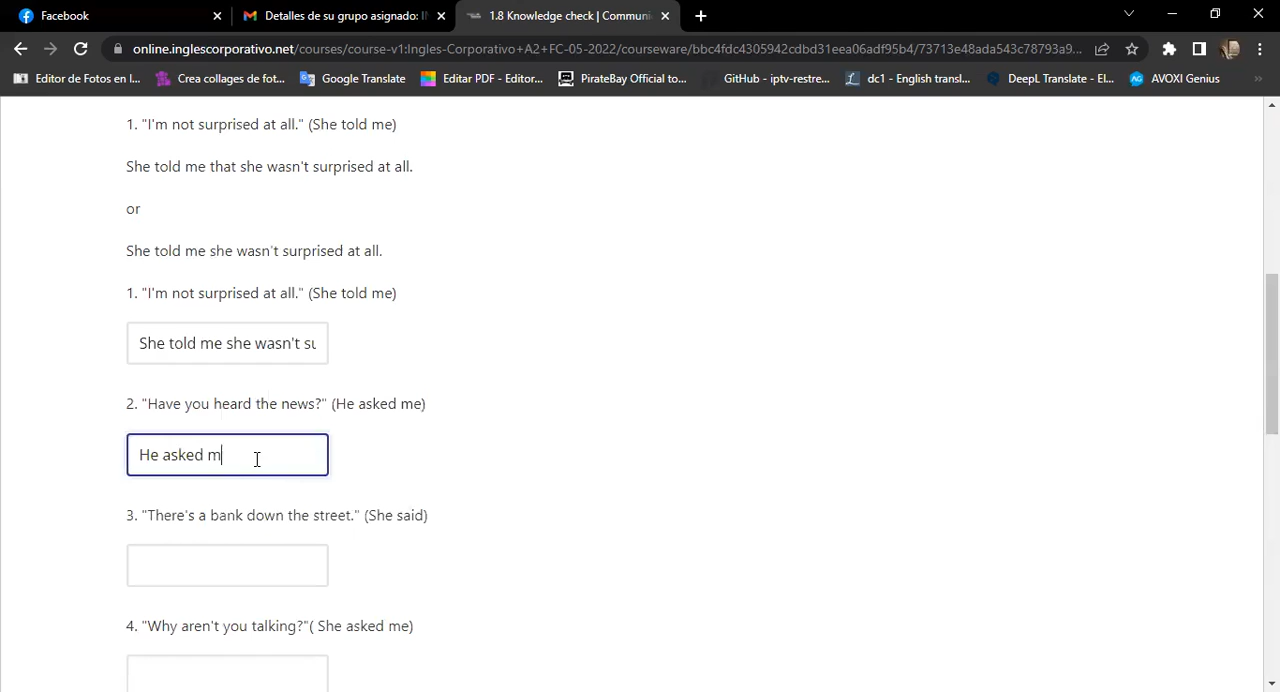 Facebook
Detalles de su grupo asignado: I
1.8 Knowledge check | Communi
online.inglescorporativo.net/courses/course-v1:Ingles-Corporativo+A2+FC-05-2022/courseware/bbc4fdc4305942cdbd31eea06adf95b4/73713e48ada543c78793a9...
Editor de Fotos en l...
Crea collages de fot...
Google Translate
Editar PDF - Editor...
PirateBay Official to...
GitHub - iptv-restre...
dc1 - English transl...
DeepL Translate - El...
AVOXI Genius
»
1. "I'm not surprised at all." (She told me)
She told me that she wasn't surprised at all.
or
She told me she wasn't surprised at all.
1. "I'm not surprised at all." (She told me)
She told me she wasn't su
2. "Have you heard the news?" (He asked me)
He asked m
3. "There's a bank down the street." (She said)
4. "Why aren't you talking?"( She asked me)